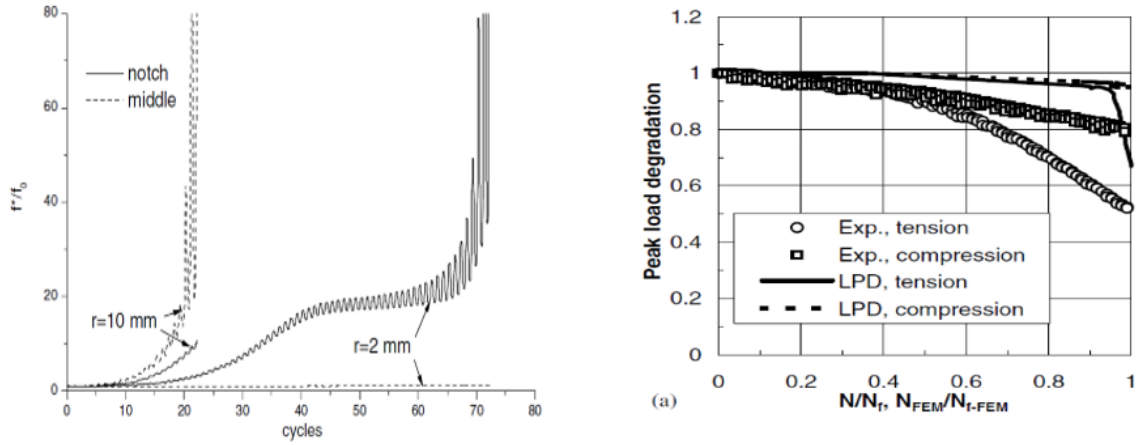 80
60
40
20
0
f*/f₀
notch
middle
r=10 mm
r=2 mm
0 10 20 30 40 50 60 70 80
cycles
1.2
1
0.8
0.6
0.4
0.2
0
Peak load degradation
Exp., tension
Exp., compression
LPD, tension
LPD, compression
0 0.2 0.4 0.6 0.8 1
(a)
N/Nf, NFEM/Nf-FEM